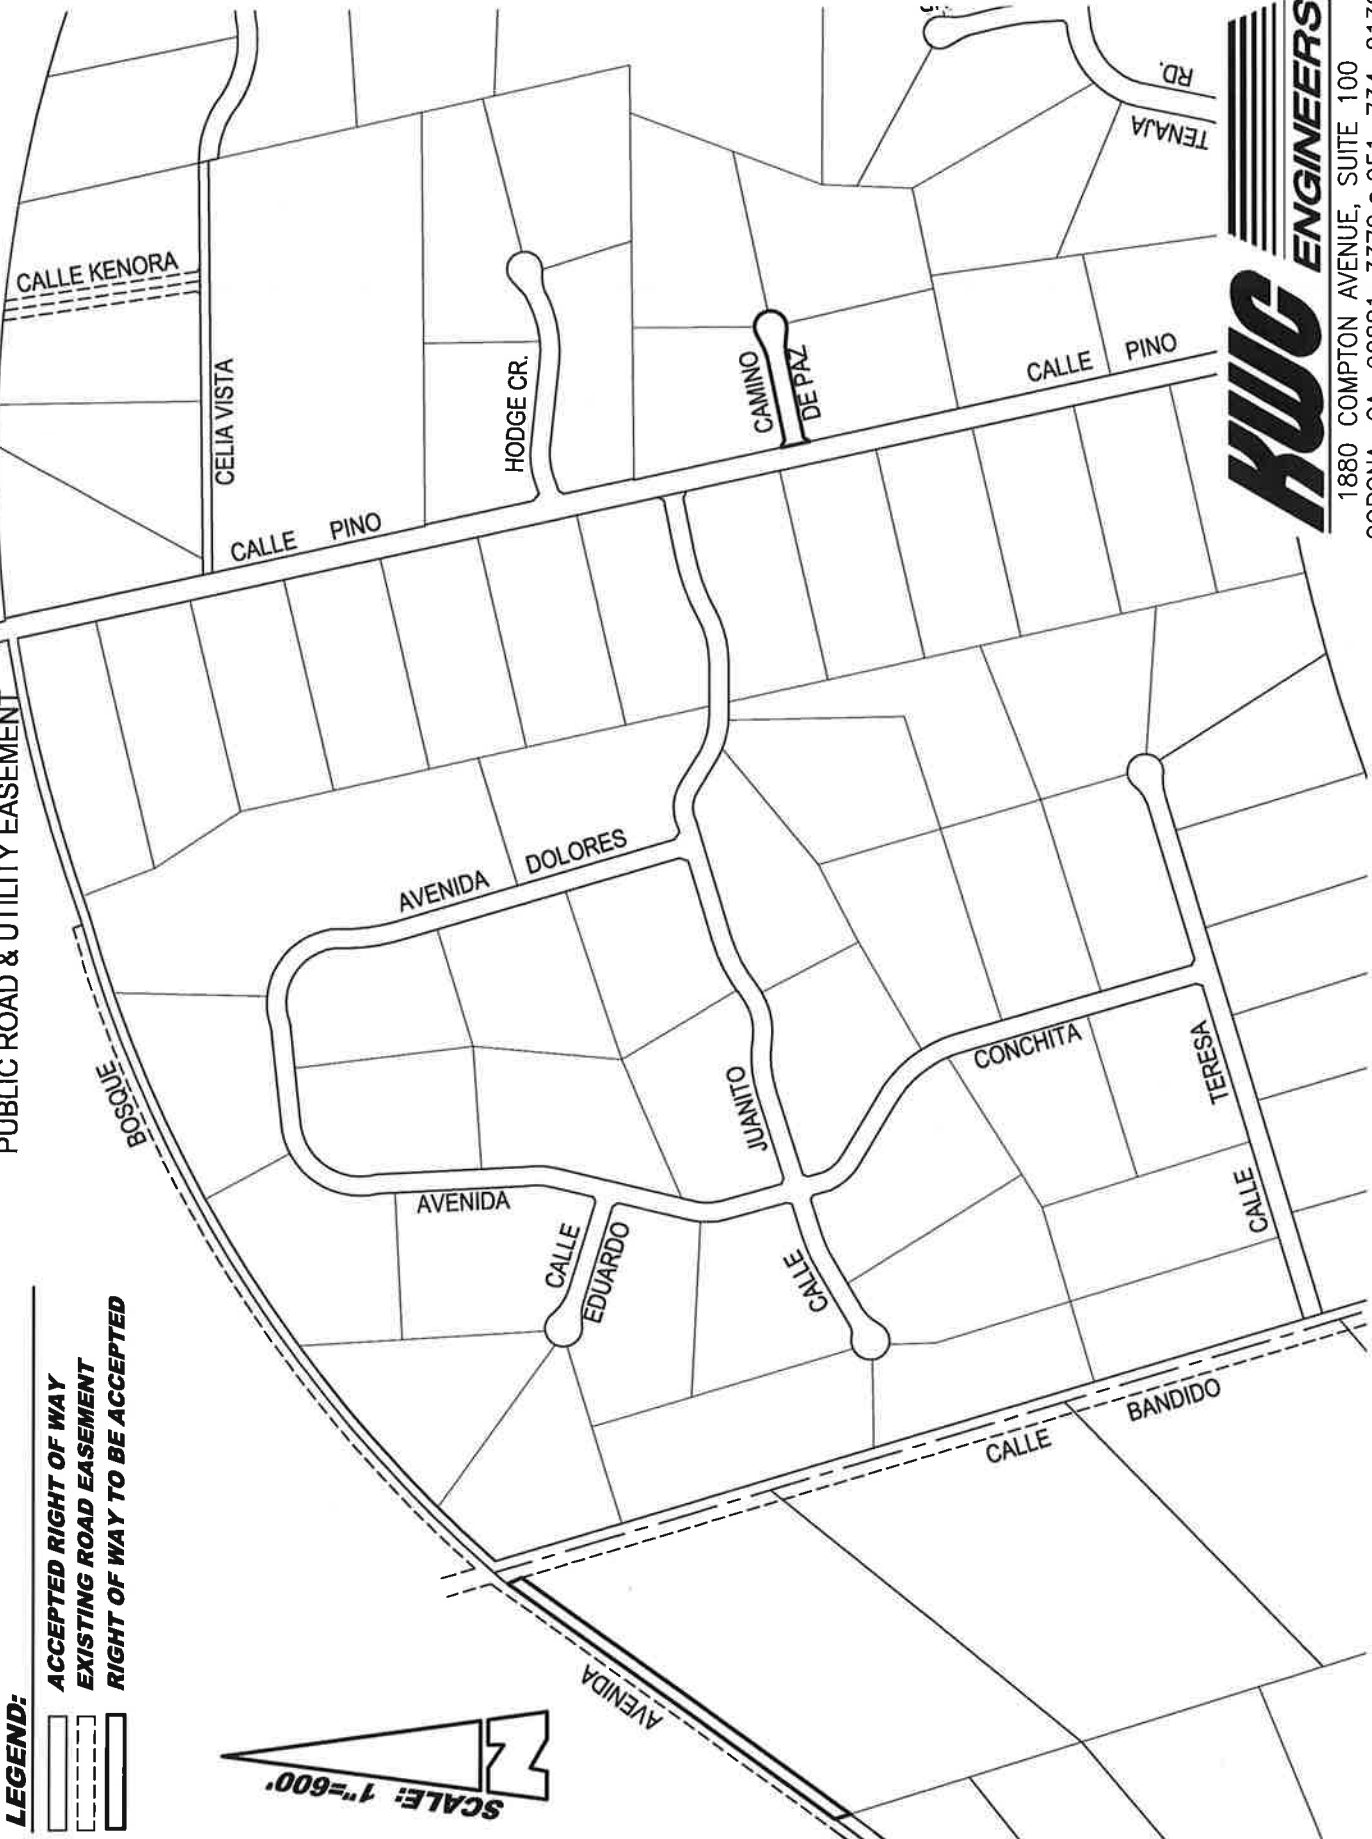 PUBLIC ROAD & UTILITY EASEMENT
LEGEND:
ACCEPTED RIGHT OF WAY
EXISTING ROAD EASEMENT
RIGHT OF WAY TO BE ACCEPTED
SCALE: 1"=600'
N
CALLE KENORA
CELIA VISTA
CALLE PINO
HODGE CR.
CAMINO
DE PAZ
CALLE PINO
TENAJA
RD.
BOSQUE
AVENIDA DOLORES
AVENIDA
CALLE
EDUARDO
JUANITO
CALLE
CONCHITA
TERESA
CALLE
CALLE BANDIDO
AVENIDA
KWC
ENGINEERS
1880 COMPTON AVENUE, SUITE 100